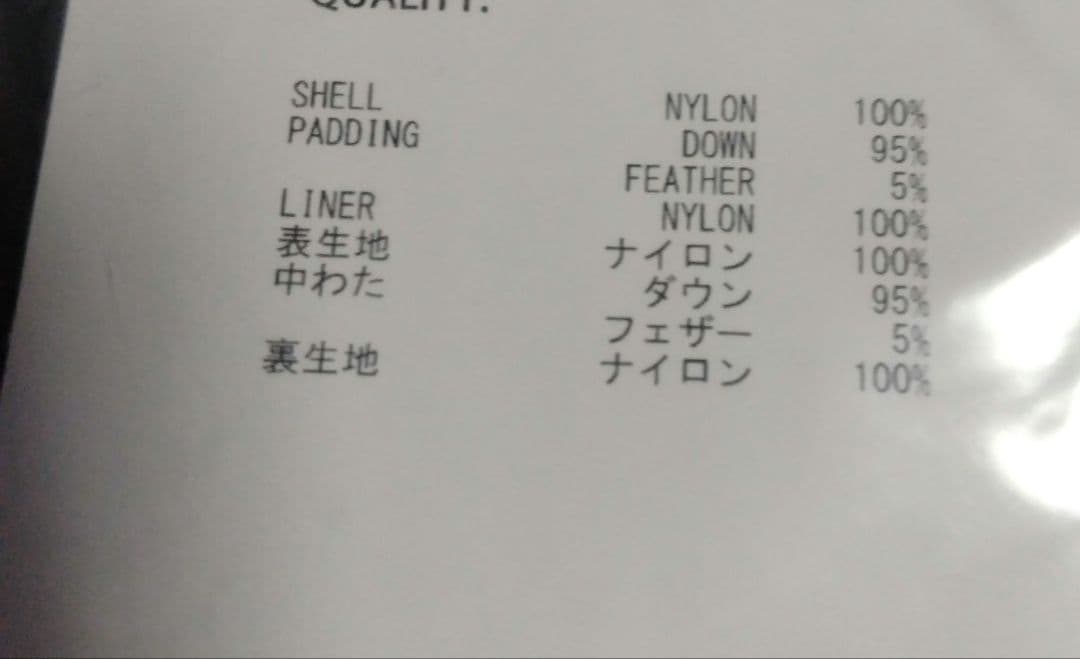 QUALITY:
SHELL NYLON 100%
PADDING DOWN 95%
FEATHER 5%
LINER NYLON 100%
表生地 ナイロン 100%
中わた ダウン 95%
フェザー 5%
裏生地 ナイロン 100%